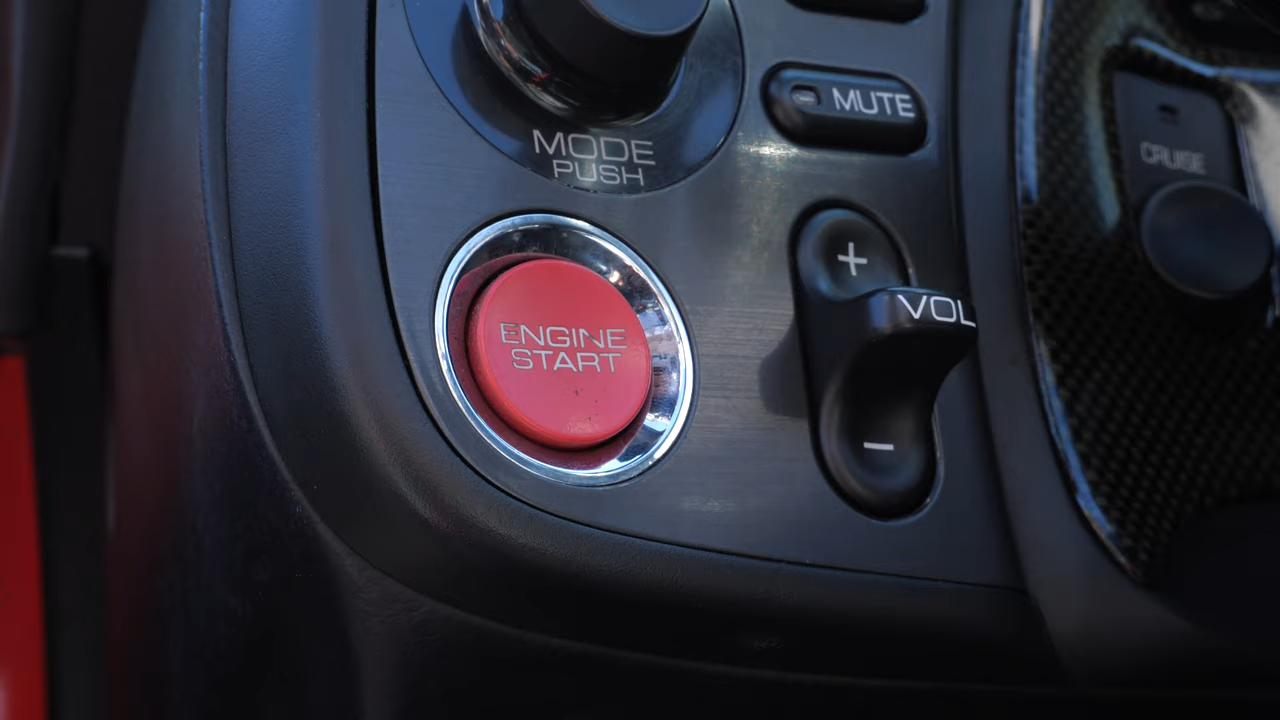 MODE
PUSH
MUTE
CRUISE
+
VOL
ENGINE
START
−